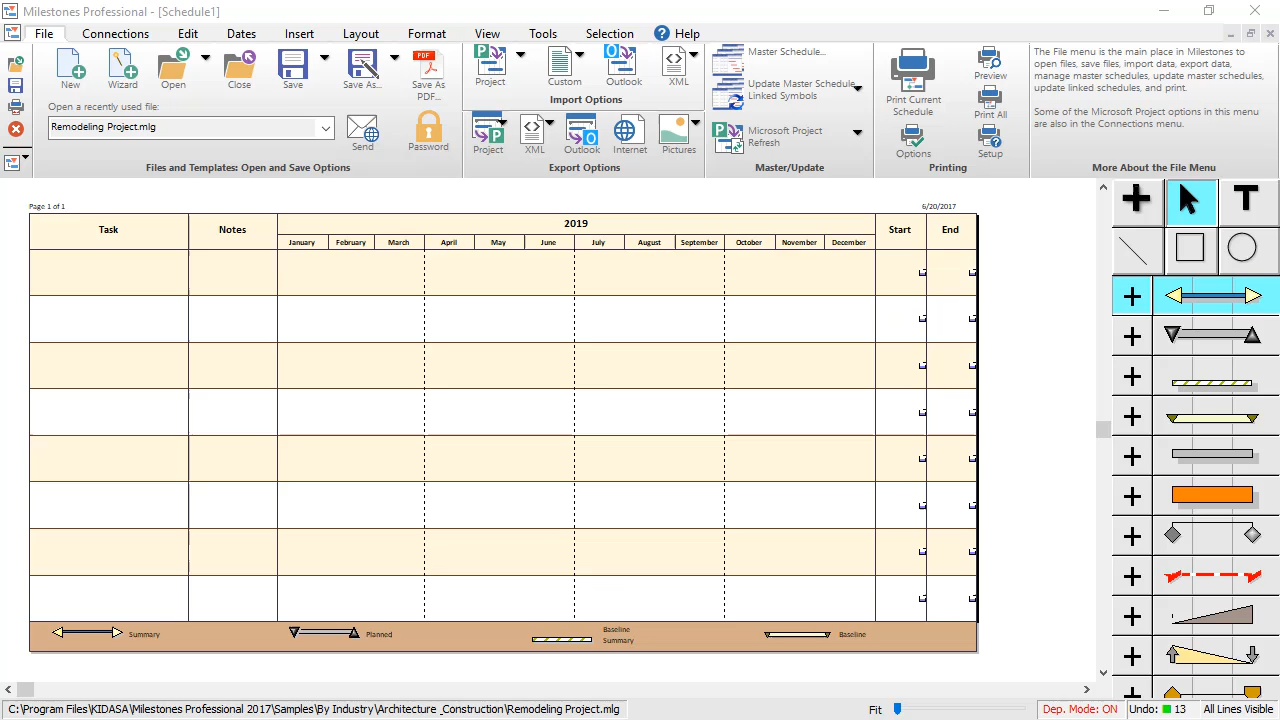 Milestones Professional - [Schedule1]
File Connections Edit Dates Insert Layout Format View Tools Selection Help
New Wizard Open Close Save Save As... Save As PDF...
Open a recently used file:
Remodeling Project.mlg
Send Password
Files and Templates: Open and Save Options
Project Custom Outlook XML
Import Options
Project XML Outlook Internet Pictures
Export Options
Master Schedule...
Update Master Schedule
Linked Symbols
Microsoft Project
Refresh
Master/Update
Print Current
Schedule
Preview
Print All
Options Setup
Printing
The File menu is the main place in Milestones to
open files, save files, import data, export data,
manage master schedules, update master schedules,
update linked schedules, and print.
Some of the Microsoft Project options in this menu
are also in the Connections menu.
More About the File Menu
Page 1 of 1 6/20/2017
Task Notes 2019 Start End
January February March April May June July August September October November December
Summary Planned Baseline Summary Baseline
C:\Program Files\KIDASA\Milestones Professional 2017\Samples\By Industry\Architecture _Construction\Remodeling Project.mlg Fit Dep. Mode: ON Undo: 13 All Lines Visible